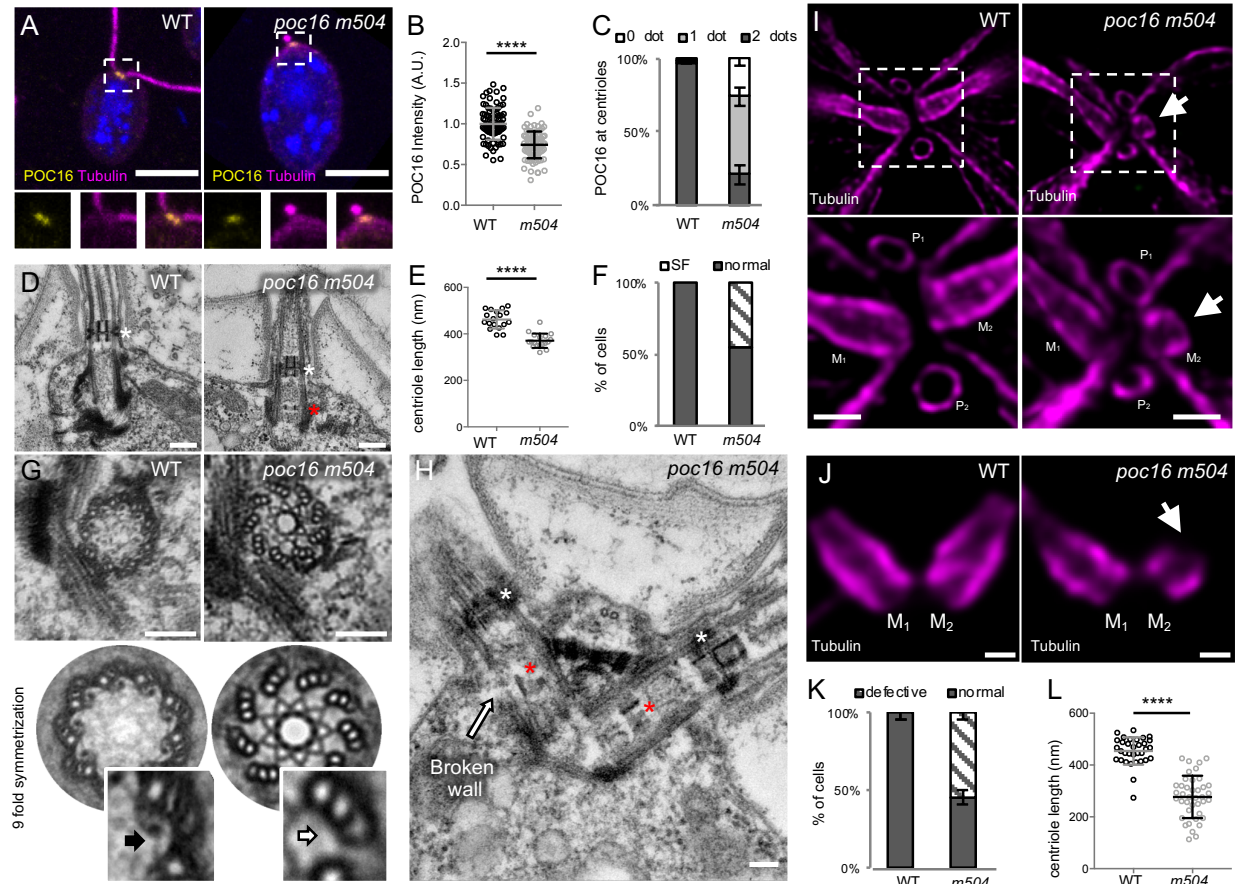 A
WT
poc16 m504
POC16 Tubulin
POC16 Tubulin
B
POC16 Intensity (A.U.)
2.0
1.5
1.0
0.5
0.0
****
WT
m504
C
0 dot 1 dot 2 dots
POC16 at centrioles
100%
50%
0%
WT
m504
D
WT
poc16 m504
*
*
*
E
centriole length (nm)
600
400
200
0
****
WT
m504
F
SF normal
% of cells
100%
50%
0%
WT
m504
G
WT
poc16 m504
9 fold symmetrization
H
poc16 m504
*
*
*
*
Broken
wall
I
WT
poc16 m504
Tubulin
Tubulin
P1
M1
M2
P2
P1
M1
M2
P2
J
WT
poc16 m504
M1 M2
Tubulin
M1 M2
Tubulin
K
defective normal
% of cells
100%
50%
0%
WT
m504
L
centriole length (nm)
600
400
200
0
****
WT
m504